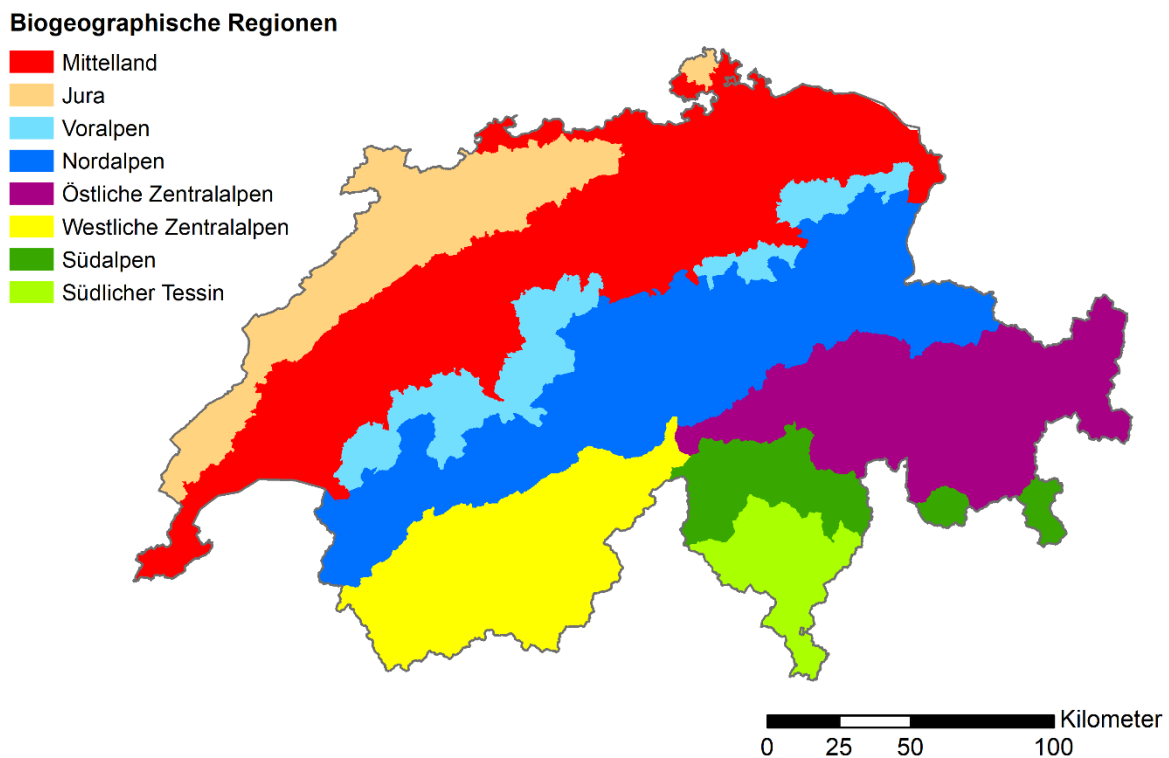 Biogeographische Regionen
Mittelland
Jura
Voralpen
Nordalpen
Östliche Zentralalpen
Westliche Zentralalpen
Südalpen
Südlicher Tessin
Kilometer
0 25 50 100